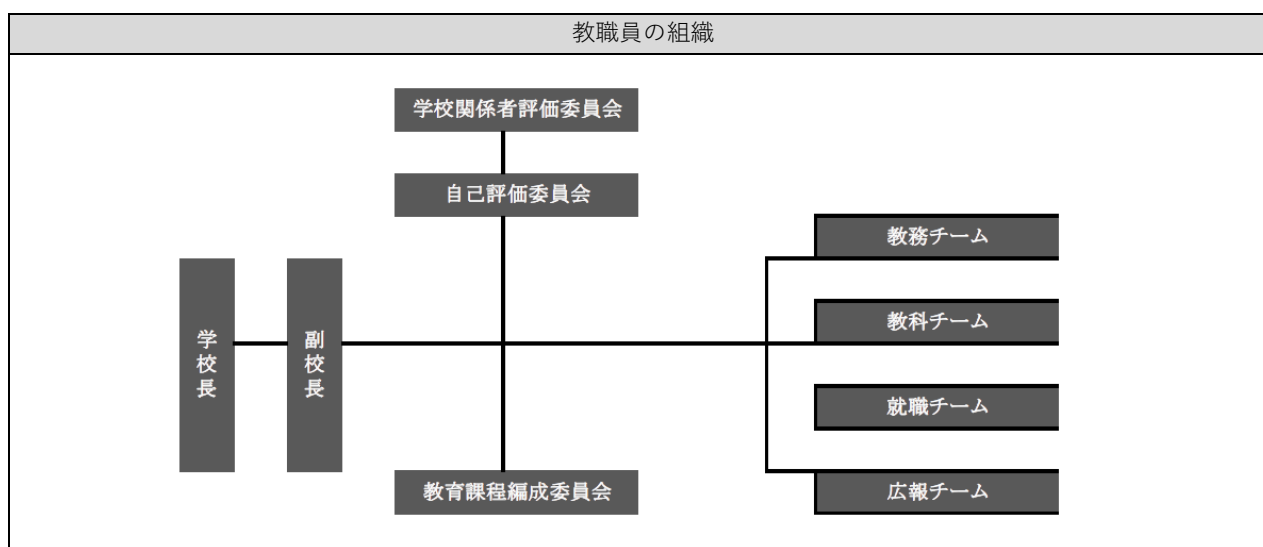 教職員の組織
学校関係者評価委員会
自己評価委員会
学校長
副校長
教務チーム
教科チーム
就職チーム
広報チーム
教育課程編成委員会